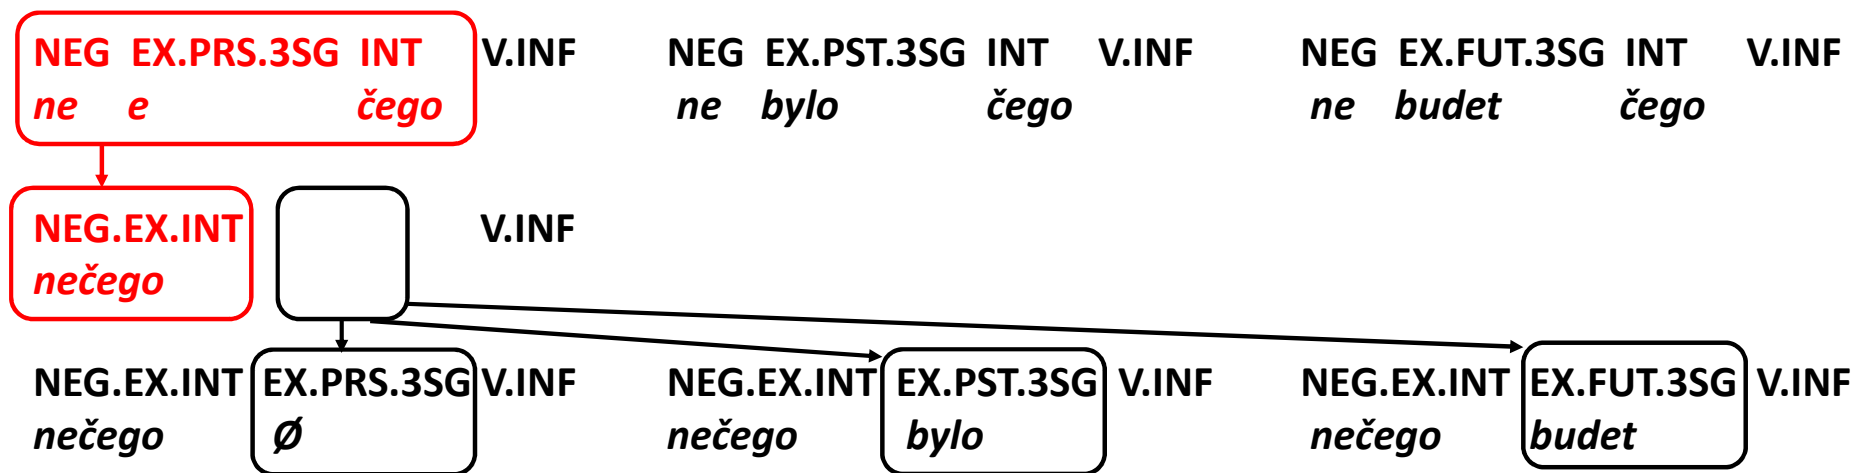 NEG EX.PRS.3SG INT V.INF NEG EX.PST.3SG INT V.INF NEG EX.FUT.3SG INT V.INF
ne e čego ne bylo čego ne budet čego
NEG.EX.INT V.INF
nečego
NEG.EX.INT EX.PRS.3SG V.INF NEG.EX.INT EX.PST.3SG V.INF NEG.EX.INT EX.FUT.3SG V.INF
nečego Ø nečego bylo nečego budet